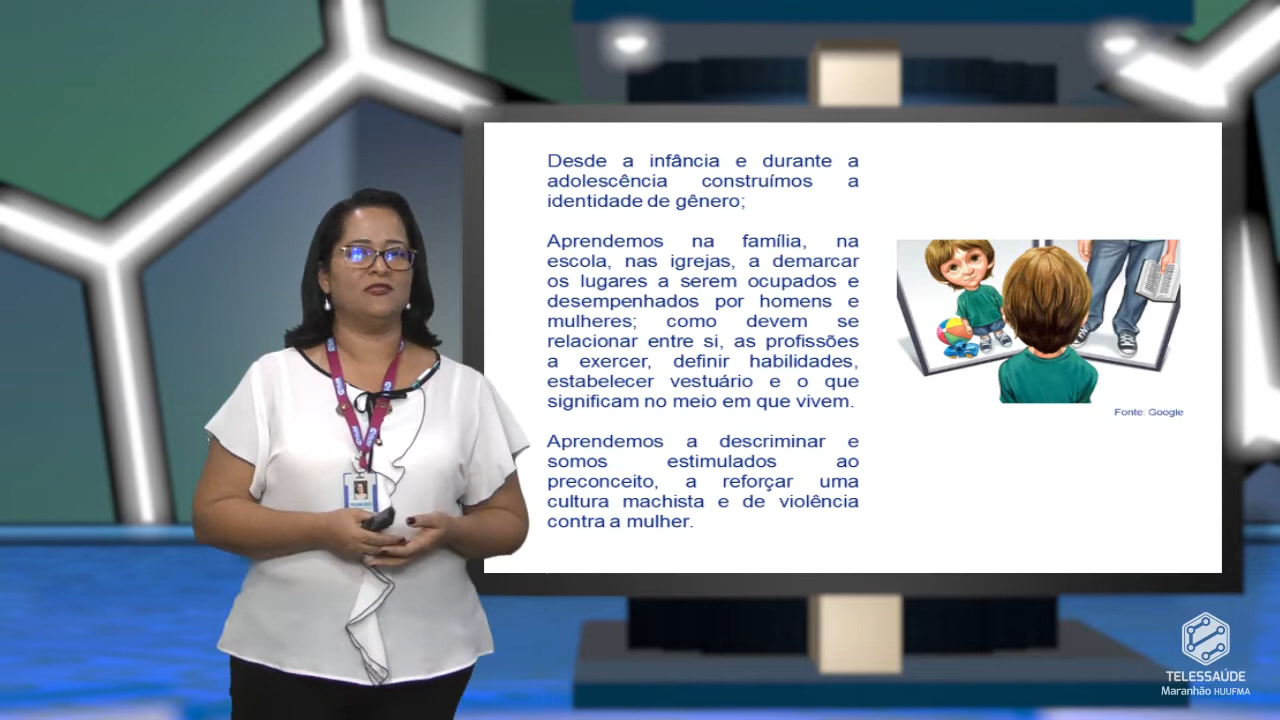 Desde a infância e durante a
adolescência construímos a
identidade de gênero;
Aprendemos na família, na
escola, nas igrejas, a demarcar
os lugares a serem ocupados e
desempenhados por homens e
mulheres; como devem se
relacionar entre si, as profissões
a exercer, definir habilidades,
estabelecer vestuário e o que
significam no meio em que vivem.
Aprendemos a descriminar e
somos estimulados ao
preconceito, a reforçar uma
cultura machista e de violência
contra a mulher.
Fonte: Google
TELESSAÚDE
Maranhão HUUFMA